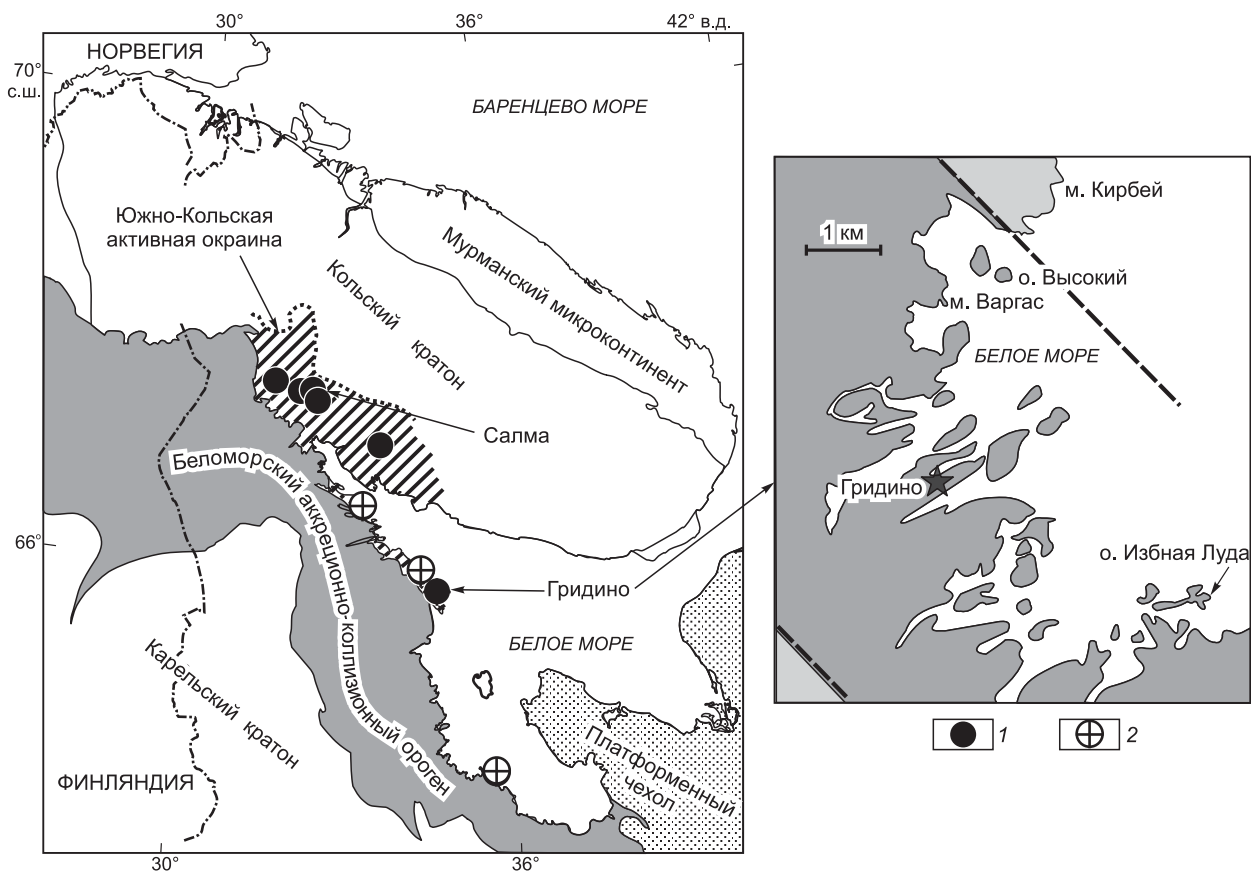 30°
36°
42° в.д.
НОРВЕГИЯ
70°
с.ш.
БАРЕНЦЕВО МОРЕ
Южно-Кольская
активная окраина
Мурманский микроконтинент
Кольский кратон
Салма
Беломорский аккреционно-коллизионный ороген
66°
Гридино
БЕЛОЕ МОРЕ
Карельский кратон
Платформенный
чехол
ФИНЛЯНДИЯ
30°
36°
м. Кирбей
1 км
о. Высокий
м. Варгас
БЕЛОЕ МОРЕ
Гридино
о. Избная Луда
1
2